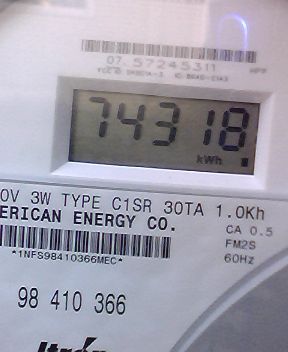 07 57245311
74318
kWh
0V 3W TYPE C1SR 30TA 1.0Kh
ERICAN ENERGY CO.
CA 0.5
FM2S
60Hz
*1NFS98410366MEC*
98 410 366
Itrón